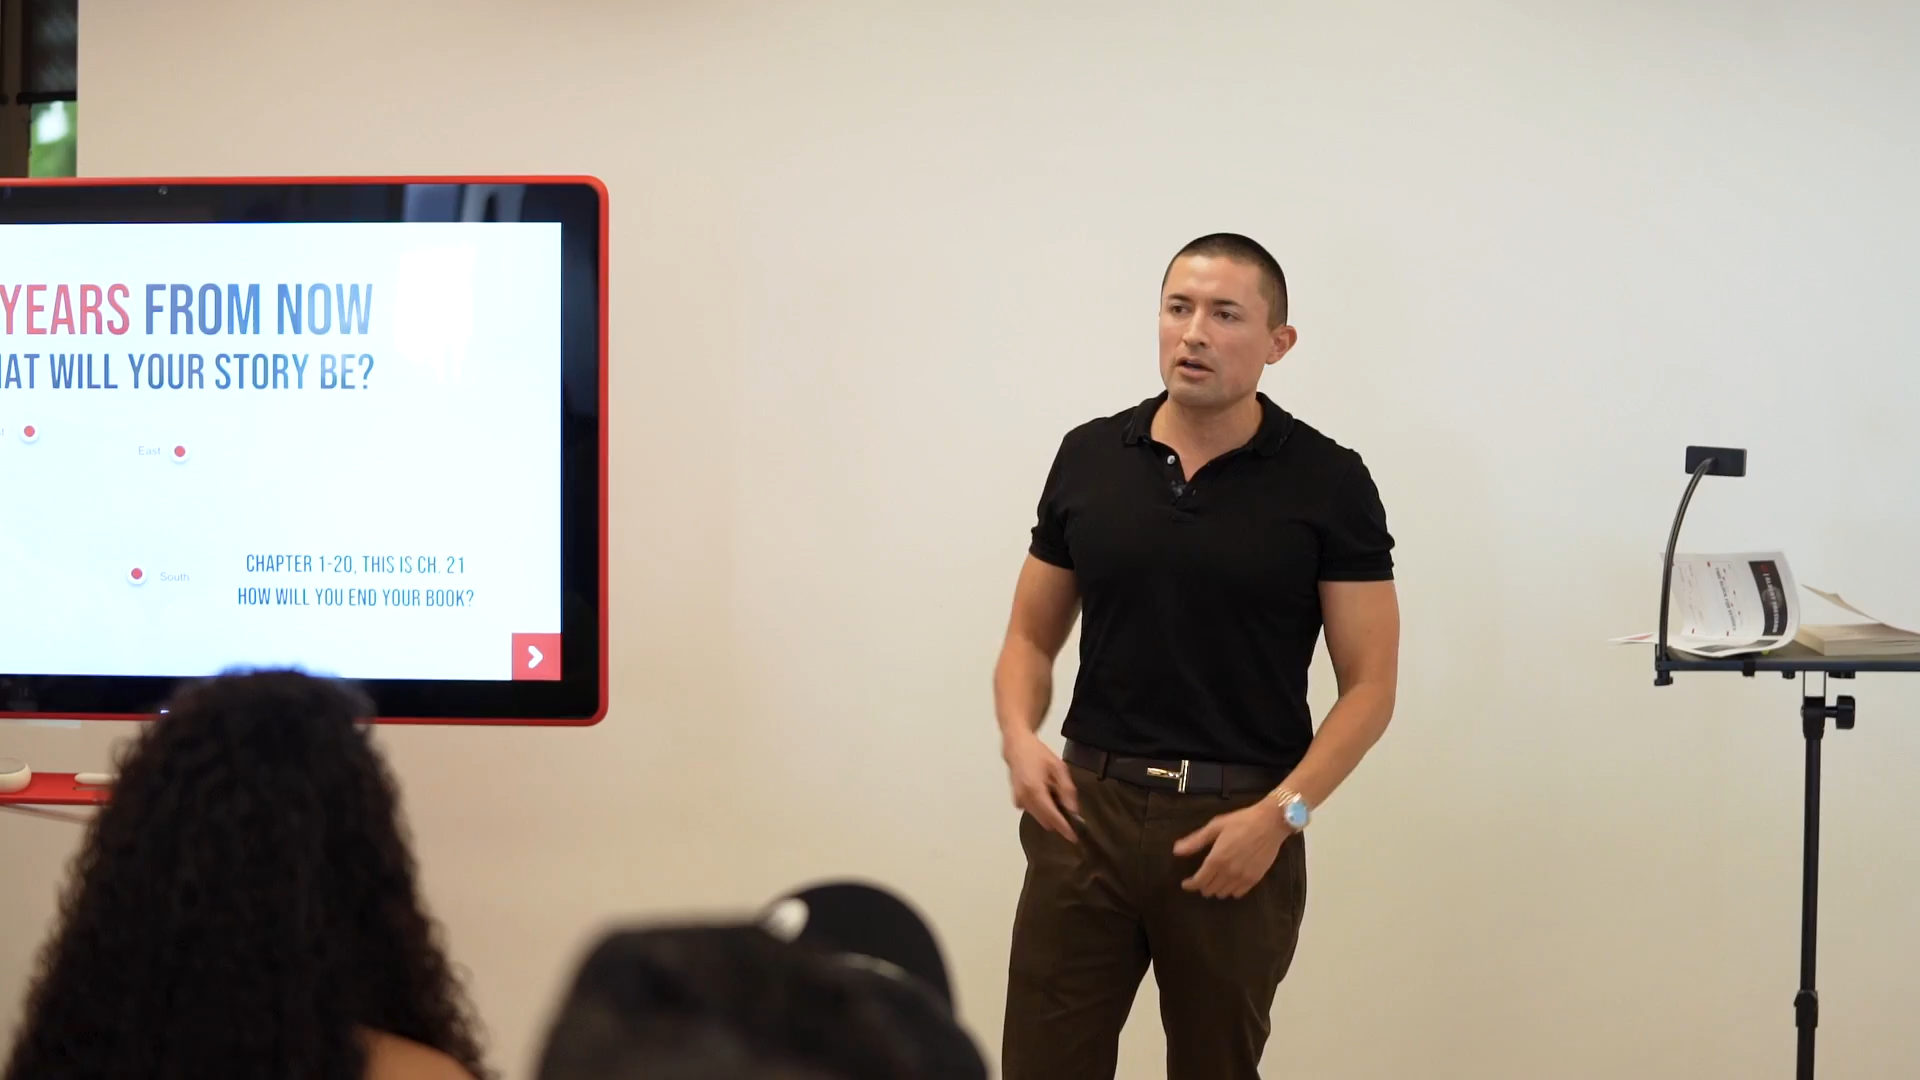 YEARS FROM NOW
WILL YOUR STORY BE?
East
South
CHAPTER 1-20, THIS IS CH. 21
HOW WILL YOU END YOUR BOOK?